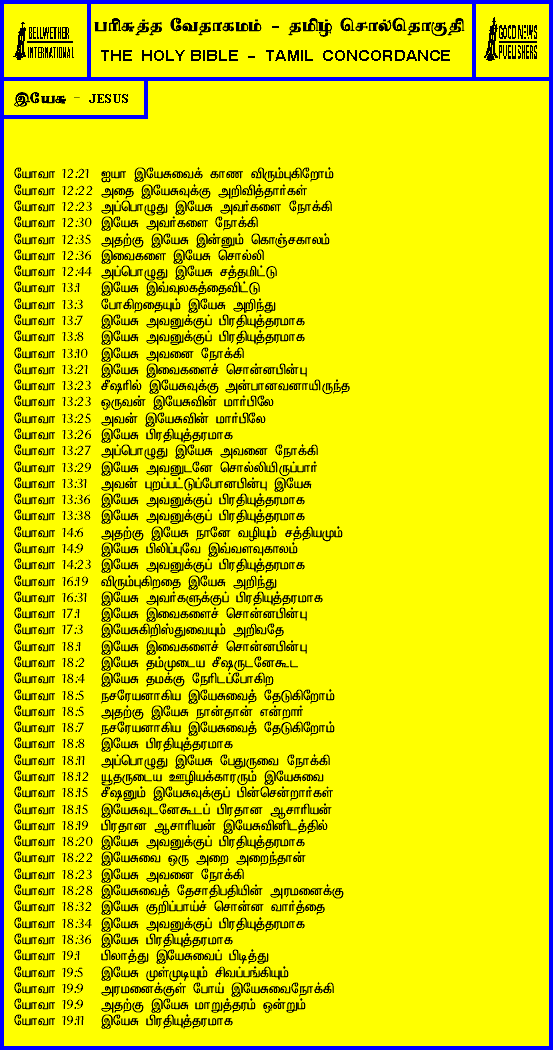 BELLWETHER
INTERNATIONAL
பரிசுத்த வேதாகமம் – தமிழ் சொல்தொகுதி
THE HOLY BIBLE – TAMIL CONCORDANCE
GOOD NEWS
PUBLISHERS
இயேசு – JESUS
யோவா 12:21 ஐயா இயேசுவைக் காண விரும்புகிறோம்
யோவா 12:22 அதை இயேசுவுக்கு அறிவித்தார்கள்
யோவா 12:23 அப்பொழுது இயேசு அவர்களை நோக்கி
யோவா 12:30 இயேசு அவர்களை நோக்கி
யோவா 12:35 அதற்கு இயேசு இன்னும் கொஞ்சகாலம்
யோவா 12:36 இவைகளை இயேசு சொல்லி
யோவா 12:44 அப்பொழுது இயேசு சத்தமிட்டு
யோவா 13:1 இயேசு இவ்வுலகத்தைவிட்டு
யோவா 13:3 போகிறதையும் இயேசு அறிந்து
யோவா 13:7 இயேசு அவனுக்குப் பிரதியுத்தரமாக
யோவா 13:8 இயேசு அவனுக்குப் பிரதியுத்தரமாக
யோவா 13:10 இயேசு அவனை நோக்கி
யோவா 13:21 இயேசு இவைகளைச் சொன்னபின்பு
யோவா 13:23 சீஷரில் இயேசுவுக்கு அன்பானவனாயிருந்த
யோவா 13:23 ஒருவன் இயேசுவின் மார்பிலே
யோவா 13:25 அவன் இயேசுவின் மார்பிலே
யோவா 13:26 இயேசு பிரதியுத்தரமாக
யோவா 13:27 அப்பொழுது இயேசு அவனை நோக்கி
யோவா 13:29 இயேசு அவனுடனே சொல்லியிருப்பார்
யோவா 13:31 அவன் புறப்பட்டுப்போனபின்பு இயேசு
யோவா 13:36 இயேசு அவனுக்குப் பிரதியுத்தரமாக
யோவா 13:38 இயேசு அவனுக்குப் பிரதியுத்தரமாக
யோவா 14:6 அதற்கு இயேசு நானே வழியும் சத்தியமும்
யோவா 14:9 இயேசு பிலிப்புவே இவ்வளவுகாலம்
யோவா 14:23 இயேசு அவனுக்குப் பிரதியுத்தரமாக
யோவா 16:19 விரும்புகிறதை இயேசு அறிந்து
யோவா 16:31 இயேசு அவர்களுக்குப் பிரதியுத்தரமாக
யோவா 17:1 இயேசு இவைகளைச் சொன்னபின்பு
யோவா 17:3 இயேசுகிறிஸ்துவையும் அறிவதே
யோவா 18:1 இயேசு இவைகளைச் சொன்னபின்பு
யோவா 18:2 இயேசு தம்முடைய சீஷருடனேகூட
யோவா 18:4 இயேசு தமக்கு நேரிடப்போகிற
யோவா 18:5 நசரேயனாகிய இயேசுவைத் தேடுகிறோம்
யோவா 18:5 அதற்கு இயேசு நான்தான் என்றார்
யோவா 18:7 நசரேயனாகிய இயேசுவைத் தேடுகிறோம்
யோவா 18:8 இயேசு பிரதியுத்தரமாக
யோவா 18:11 அப்பொழுது இயேசு பேதுருவை நோக்கி
யோவா 18:12 யூதருடைய ஊழியக்காரரும் இயேசுவை
யோவா 18:15 சீஷனும் இயேசுவுக்குப் பின்சென்றார்கள்
யோவா 18:15 இயேசுவுடனேகூடப் பிரதான ஆசாரியன்
யோவா 18:19 பிரதான ஆசாரியன் இயேசுவினிடத்தில்
யோவா 18:20 இயேசு அவனுக்குப் பிரதியுத்தரமாக
யோவா 18:22 இயேசுவை ஒரு அறை அறைந்தான்
யோவா 18:23 இயேசு அவனை நோக்கி
யோவா 18:28 இயேசுவைத் தேசாதிபதியின் அரமனைக்கு
யோவா 18:32 இயேசு குறிப்பாய்ச் சொன்ன வார்த்தை
யோவா 18:34 இயேசு அவனுக்குப் பிரதியுத்தரமாக
யோவா 18:36 இயேசு பிரதியுத்தரமாக
யோவா 19:1 பிலாத்து இயேசுவைப் பிடித்து
யோவா 19:5 இயேசு முள்முடியும் சிவப்பங்கியும்
யோவா 19:9 அரமனைக்குள் போய் இயேசுவைநோக்கி
யோவா 19:9 அதற்கு இயேசு மாறுத்தரம் ஒன்றும்
யோவா 19:11 இயேசு பிரதியுத்தரமாக